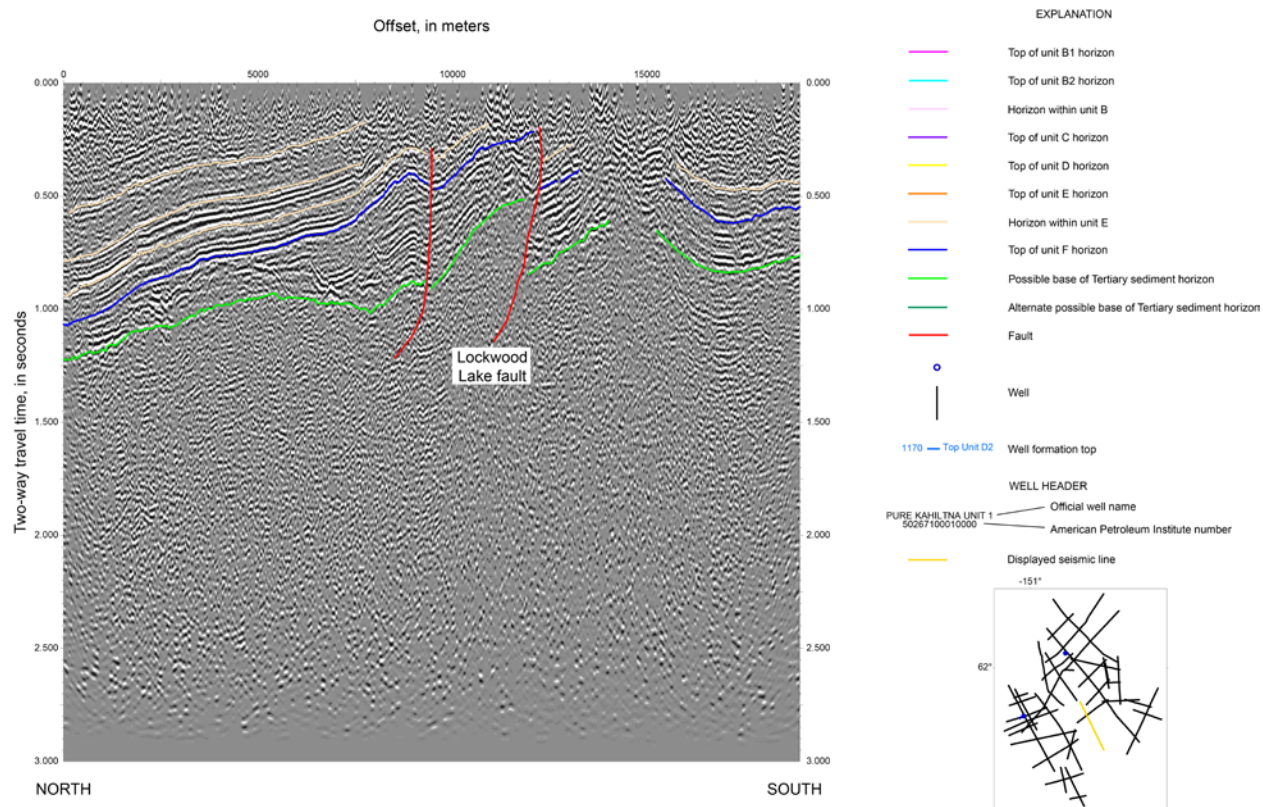 Offset, in meters
0 5000 10000 15000
0.000 0.000
0.500 0.500
1.000 1.000
1.500 1.500
2.000 2.000
2.500 2.500
3.000 3.000
Two-way travel time, in seconds
Lockwood
Lake fault
NORTH SOUTH
EXPLANATION
Top of unit B1 horizon
Top of unit B2 horizon
Horizon within unit B
Top of unit C horizon
Top of unit D horizon
Top of unit E horizon
Horizon within unit E
Top of unit F horizon
Possible base of Tertiary sediment horizon
Alternate possible base of Tertiary sediment horizon
Fault
Well
1170 Top Unit D2 Well formation top
WELL HEADER
Official well name
PURE KAHILTNA UNIT 1
50267100010000
American Petroleum Institute number
Displayed seismic line
-151°
62°